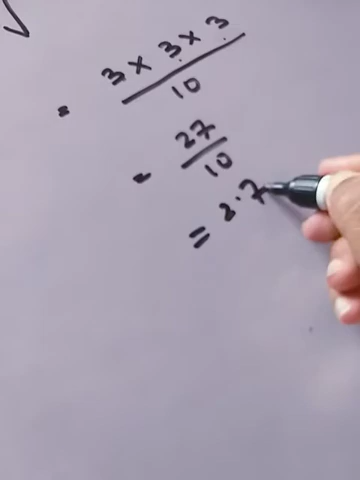 = 3 × 3 × 3
10
= 27
10
= 2.7